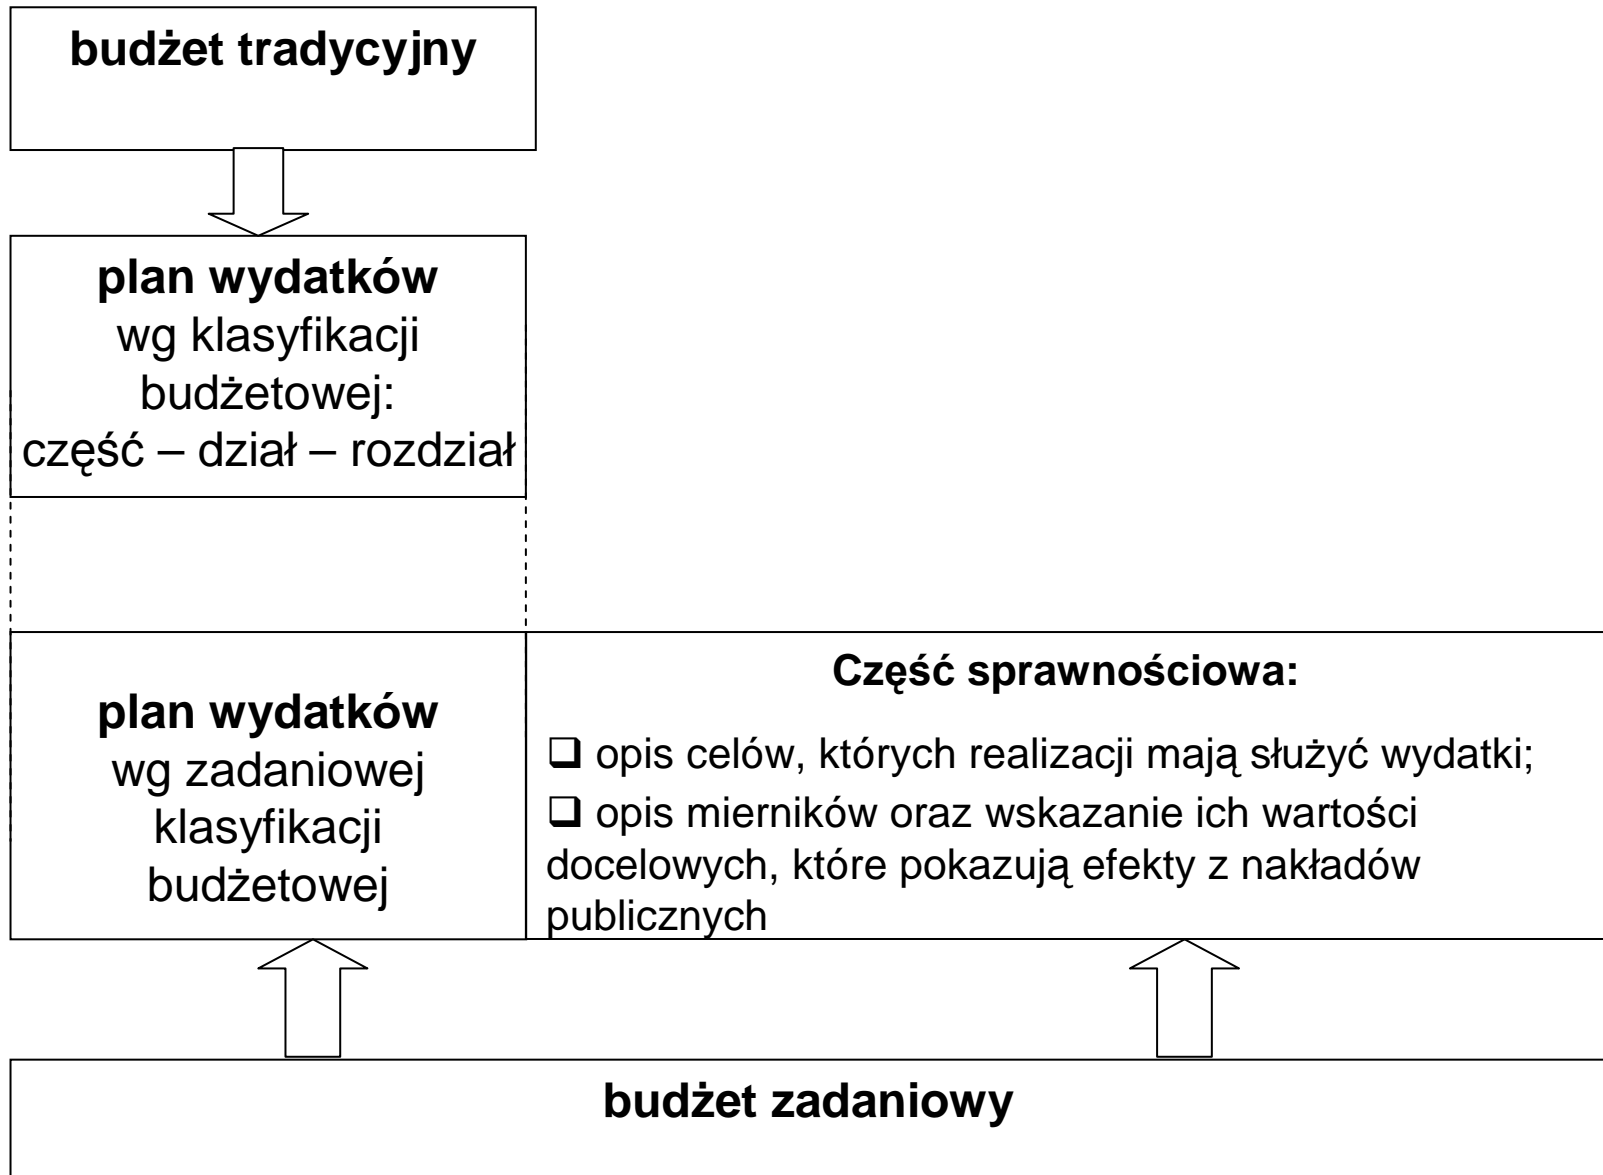 budżet tradycyjny
plan wydatków
wg klasyfikacji
budżetowej:
część – dział – rozdział
plan wydatków
wg zadaniowej
klasyfikacji
budżetowej
Część sprawnościowa:
❑ opis celów, których realizacji mają służyć wydatki;
❑ opis mierników oraz wskazanie ich wartości
docelowych, które pokazują efekty z nakładów
publicznych
budżet zadaniowy